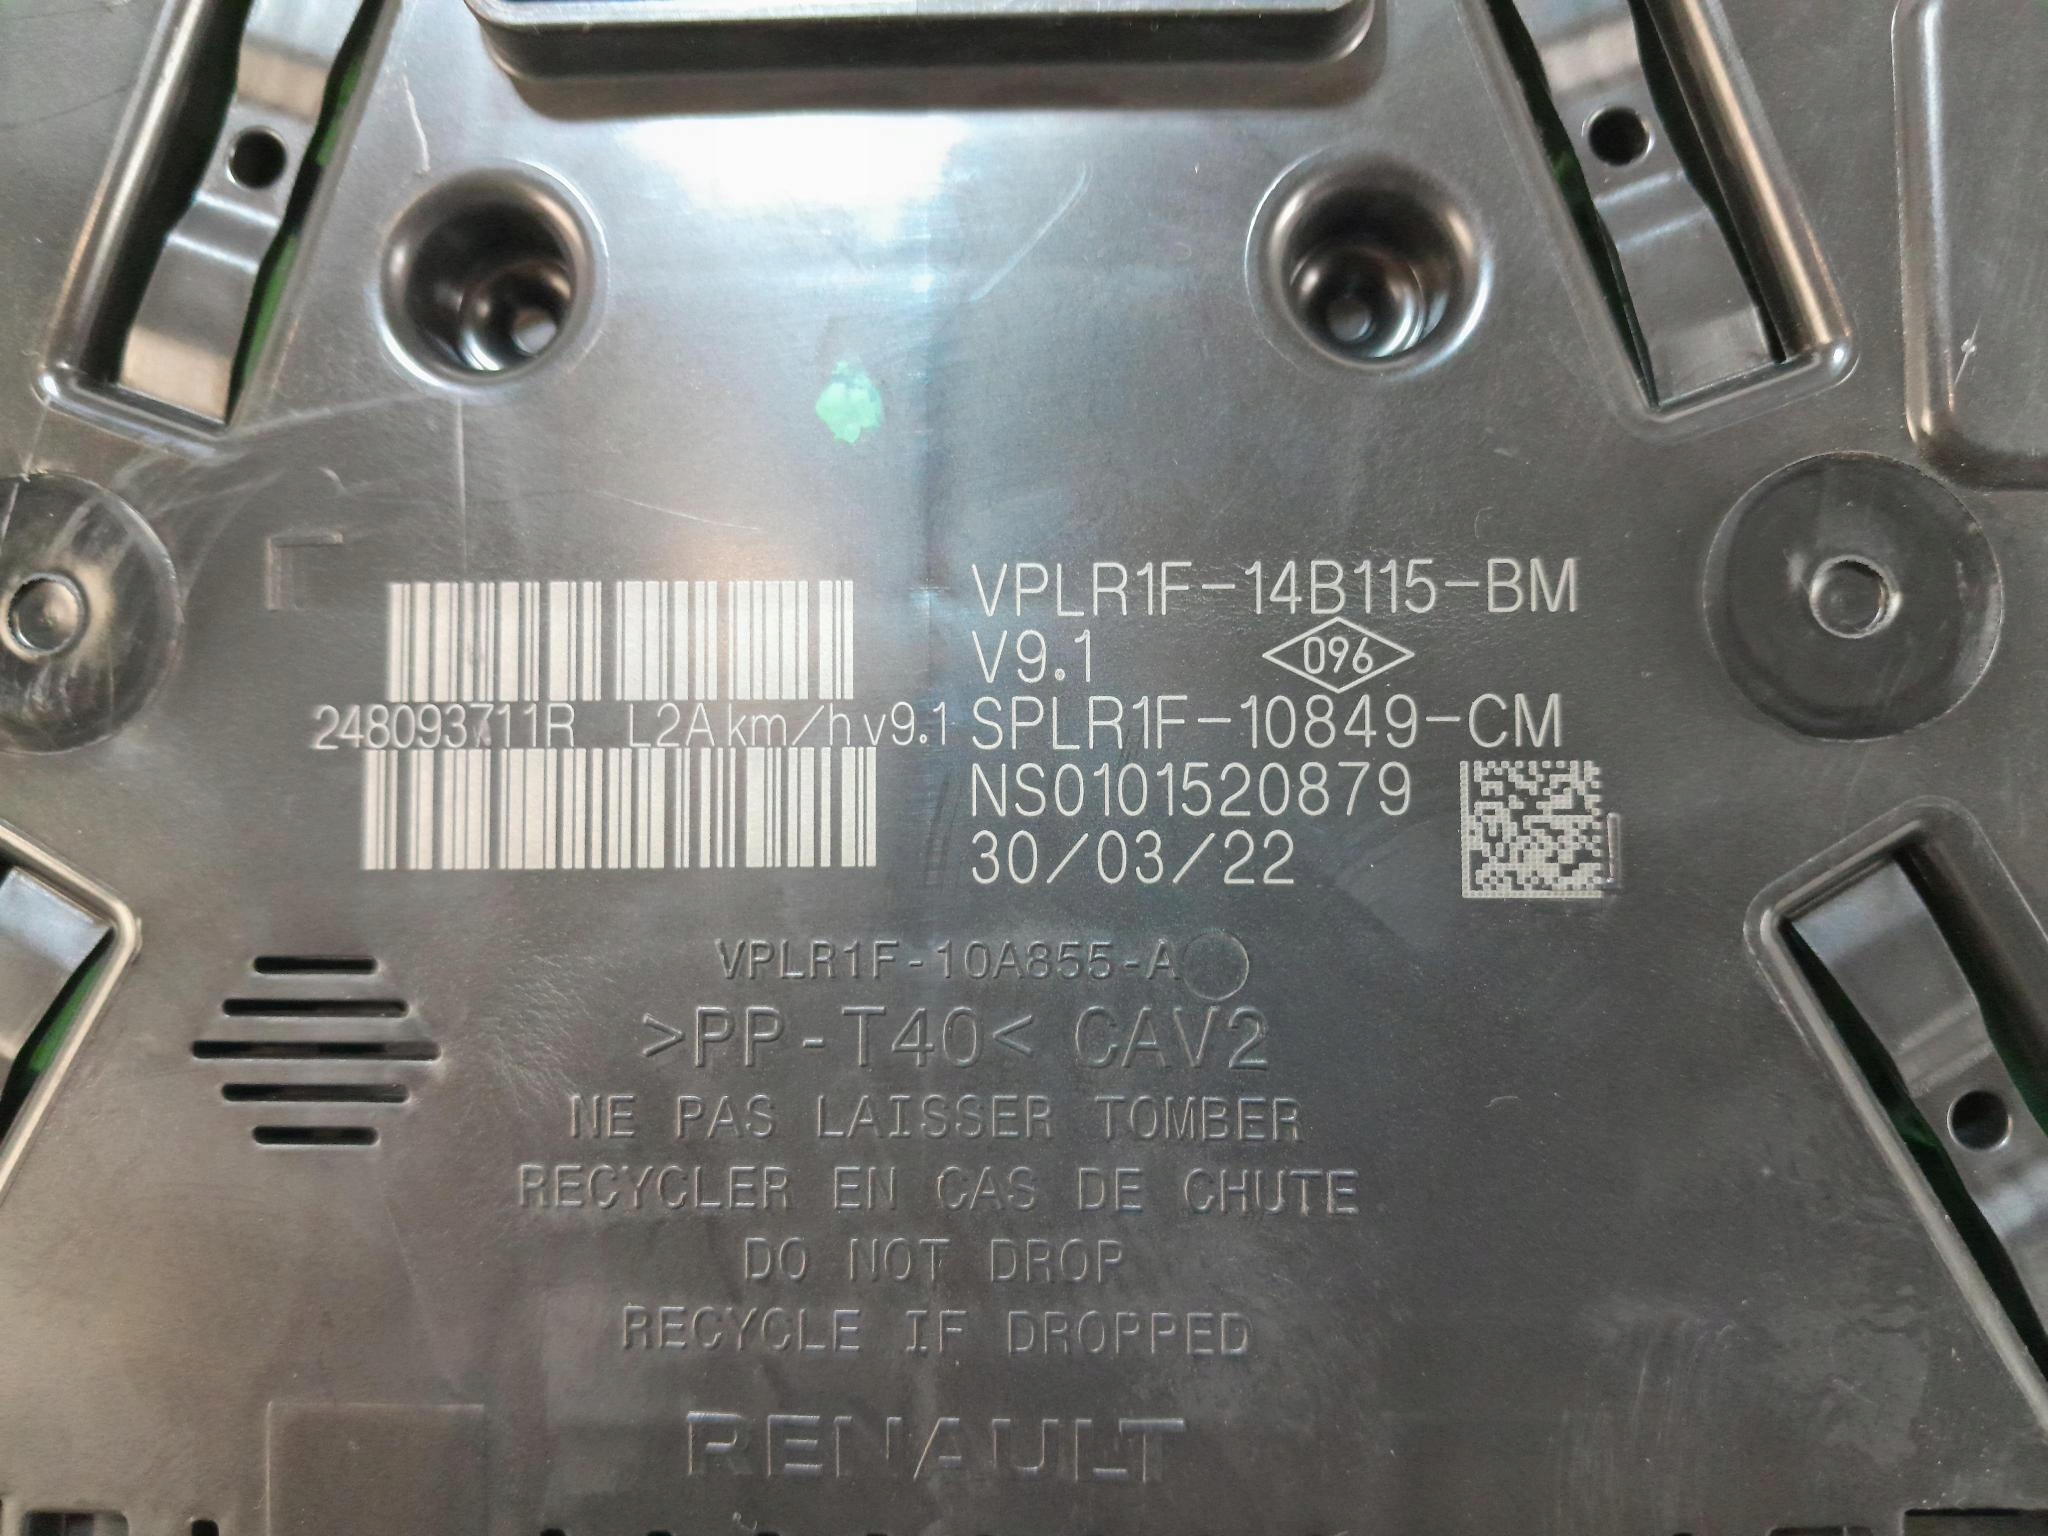 VPLR1F-14B115-BM
V9.1
096
248093711R L2A km/h v9.1
SPLR1F-10849-CM
NS0101520879
30/03/22
VPLR1F-10A855-A
>PP-T40< CAV2
NE PAS LAISSER TOMBER
RECYCLER EN CAS DE CHUTE
DO NOT DROP
RECYCLE IF DROPPED
RENAULT